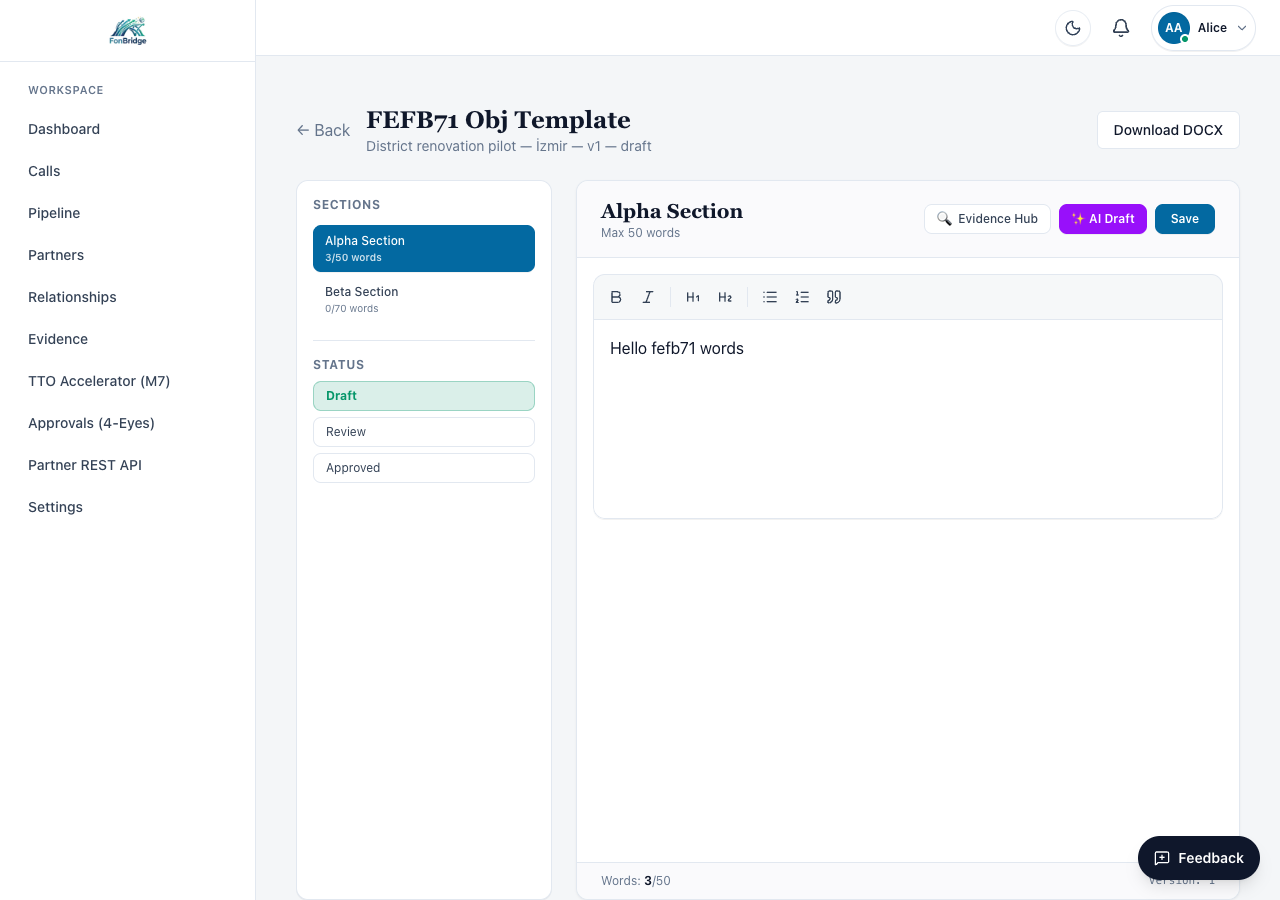 FonBridge
AA
Alice
WORKSPACE
Dashboard
Calls
Pipeline
Partners
Relationships
Evidence
TTO Accelerator (M7)
Approvals (4-Eyes)
Partner REST API
Settings
← Back
FEFB71 Obj Template
District renovation pilot — İzmir — v1 — draft
Download DOCX
SECTIONS
Alpha Section
3/50 words
Beta Section
0/70 words
STATUS
Draft
Review
Approved
Alpha Section
Max 50 words
Evidence Hub
AI Draft
Save
B I H1 H2
Hello fefb71 words
Words: 3/50
Version: 1
Feedback